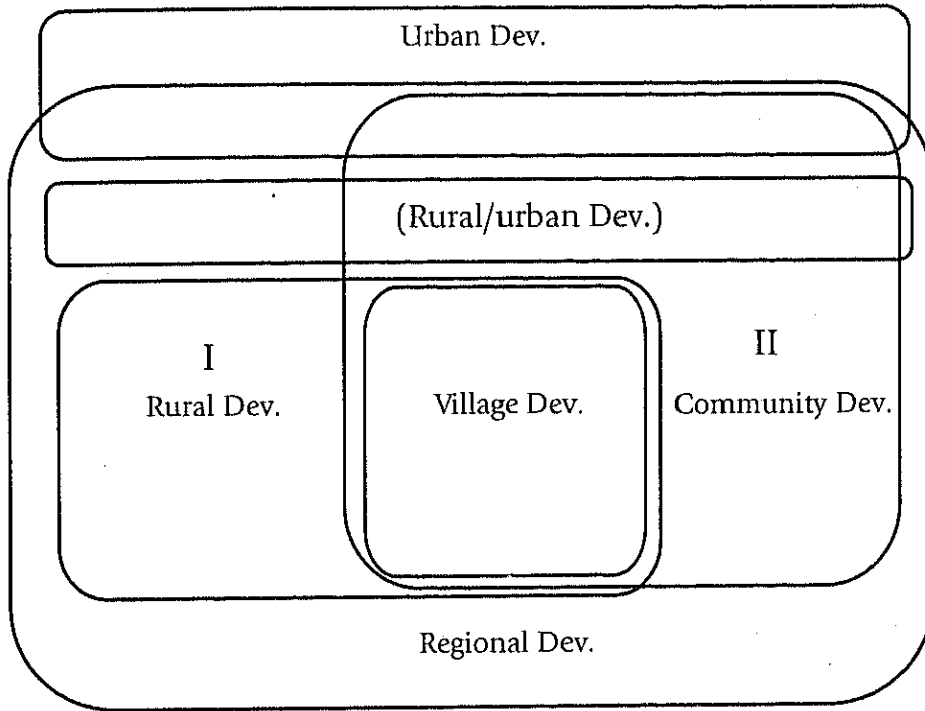 Urban Dev.
(Rural/urban Dev.)
I
II
Rural Dev.
Village Dev.
Community Dev.
Regional Dev.